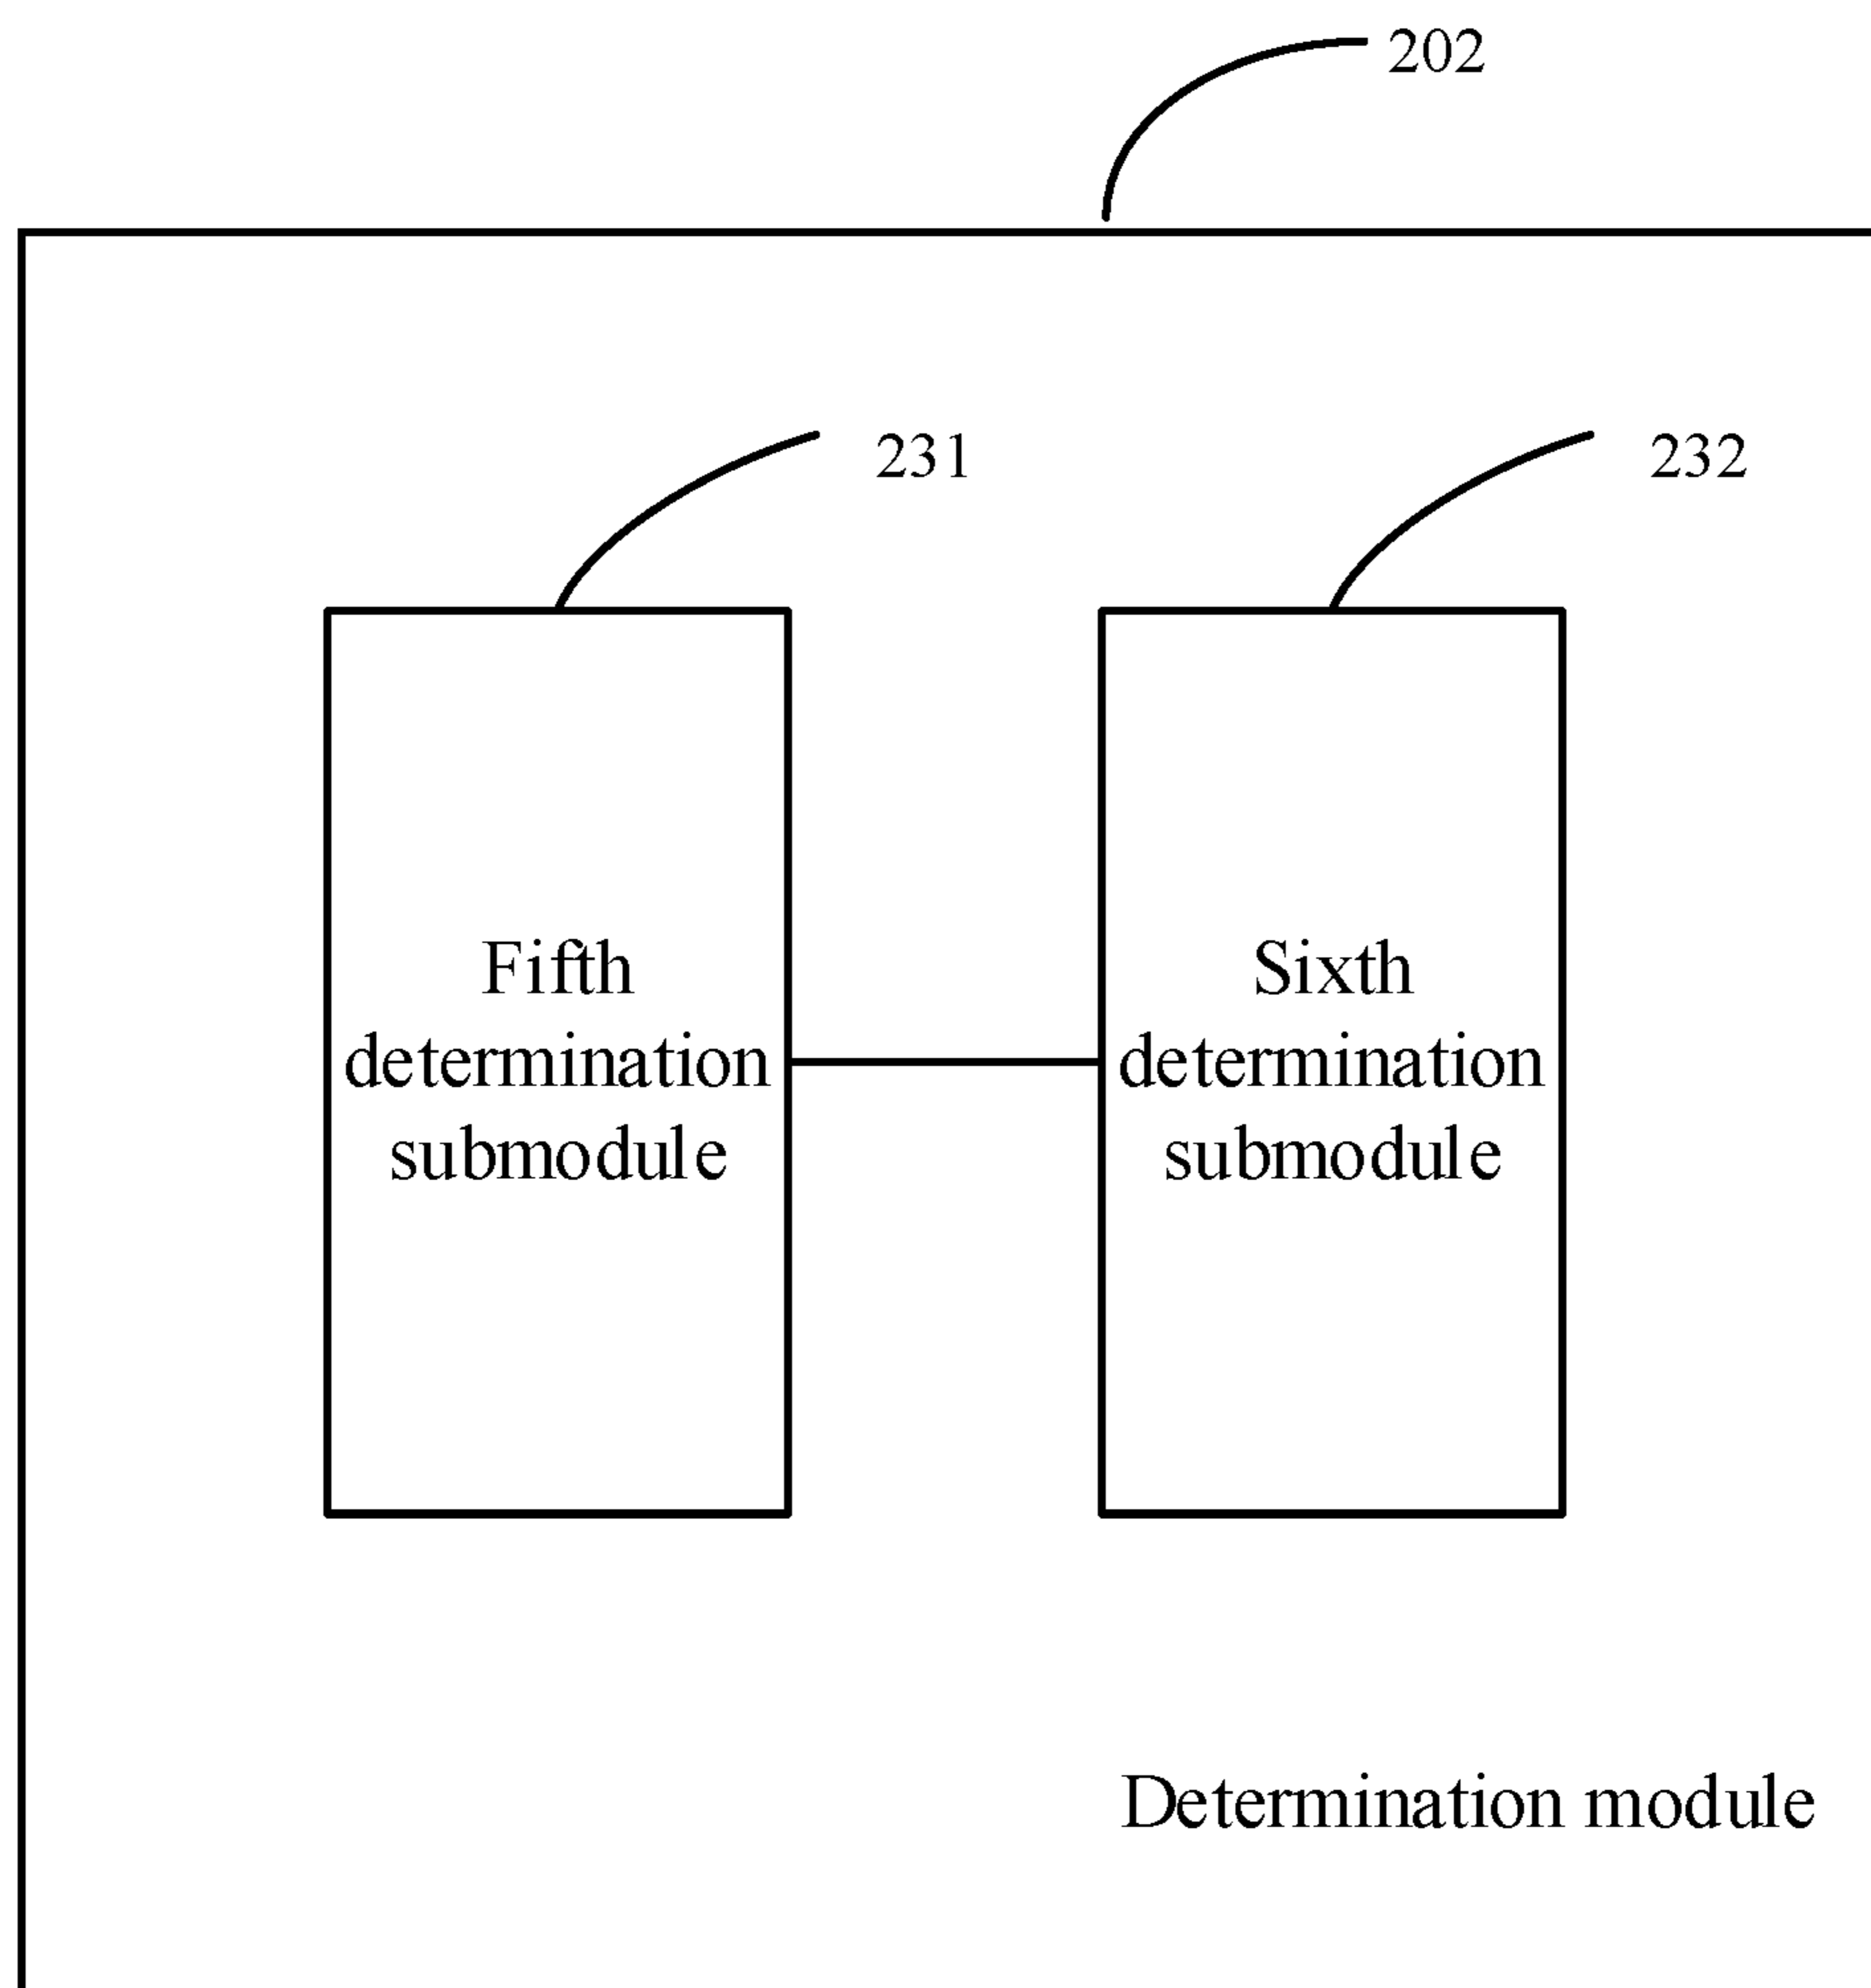 202
231
232
Fifth
determination
submodule
Sixth
determination
submodule
Determination module